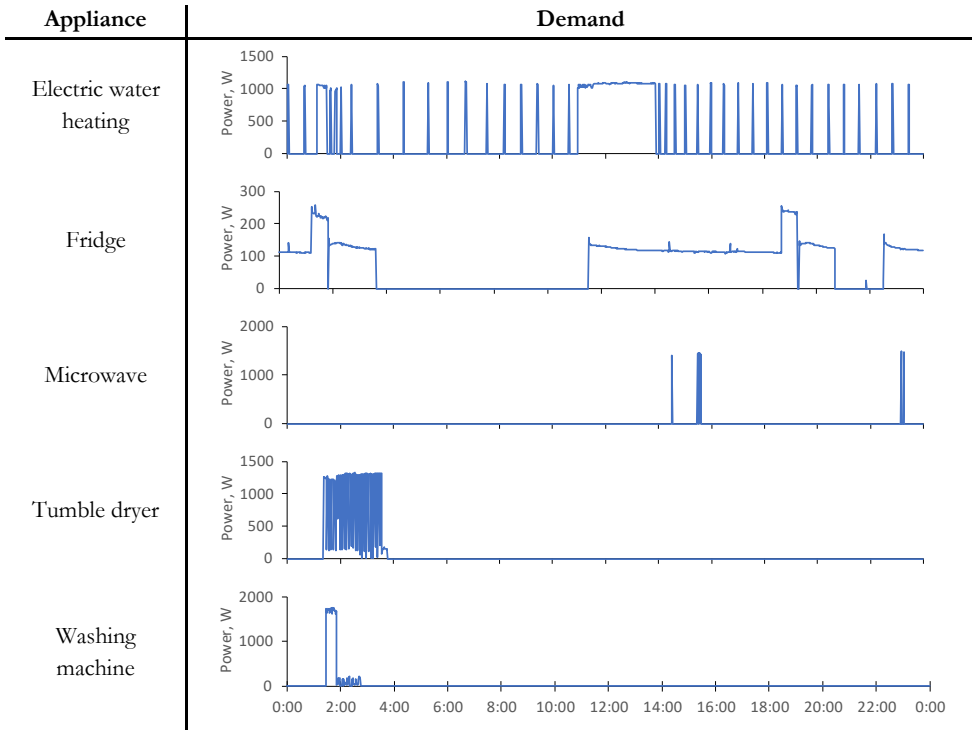 Appliance Demand
Electric water
heating
Power, W
1500
1000
500
0
Fridge
Power, W
300
200
100
0
Microwave
Power, W
2000
1000
0
Tumble dryer
Power, W
1500
1000
500
0
Washing
machine
Power, W
2000
1000
0
0:00 2:00 4:00 6:00 8:00 10:00 12:00 14:00 16:00 18:00 20:00 22:00 0:00